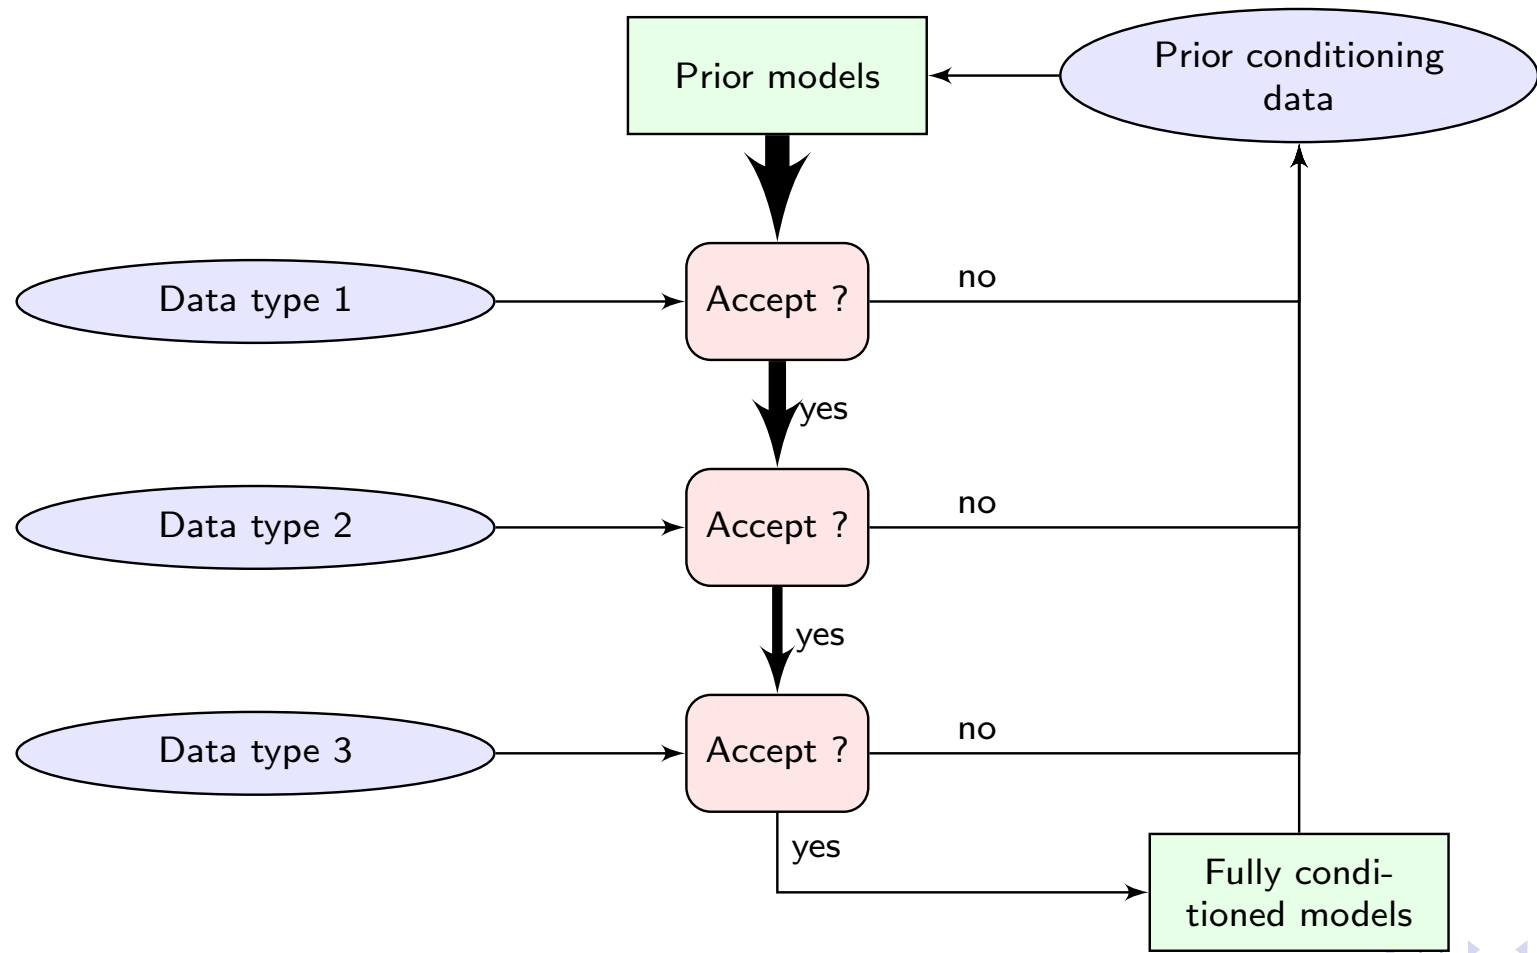 Prior models
Prior conditioning
data
Data type 1
Accept ?
no
yes
Data type 2
Accept ?
no
yes
Data type 3
Accept ?
no
yes
Fully condi-
tioned models